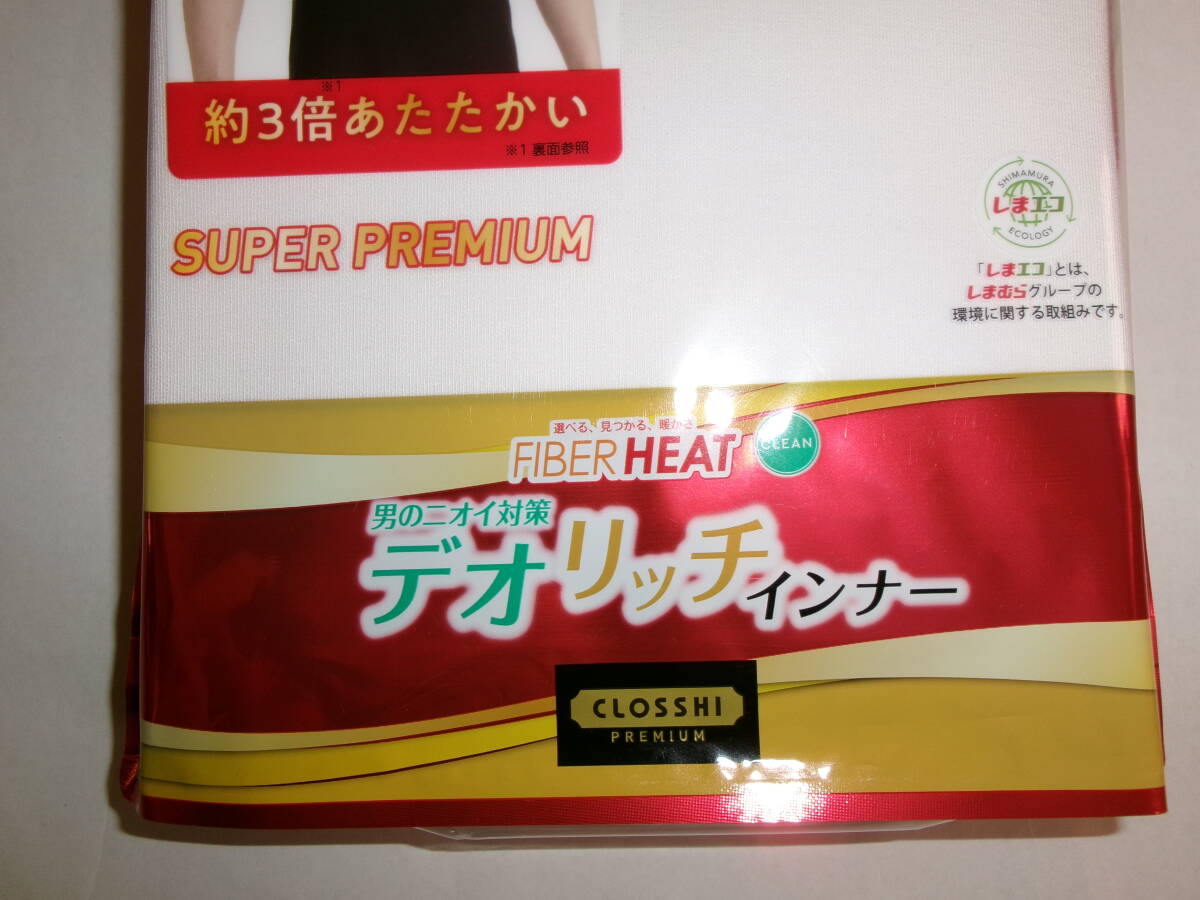 ※1
約3倍あたたかい
※1 裏面参照
SUPER PREMIUM
SHIMAMURA
しまエコ
ECOLOGY
「しまエコ」とは、
しまむらグループの
環境に関する取組みです。
選べる、見つかる、暖かさ
FIBER HEAT
CLEAN
男のニオイ対策
デオリッチインナー
CLOSSHI
PREMIUM